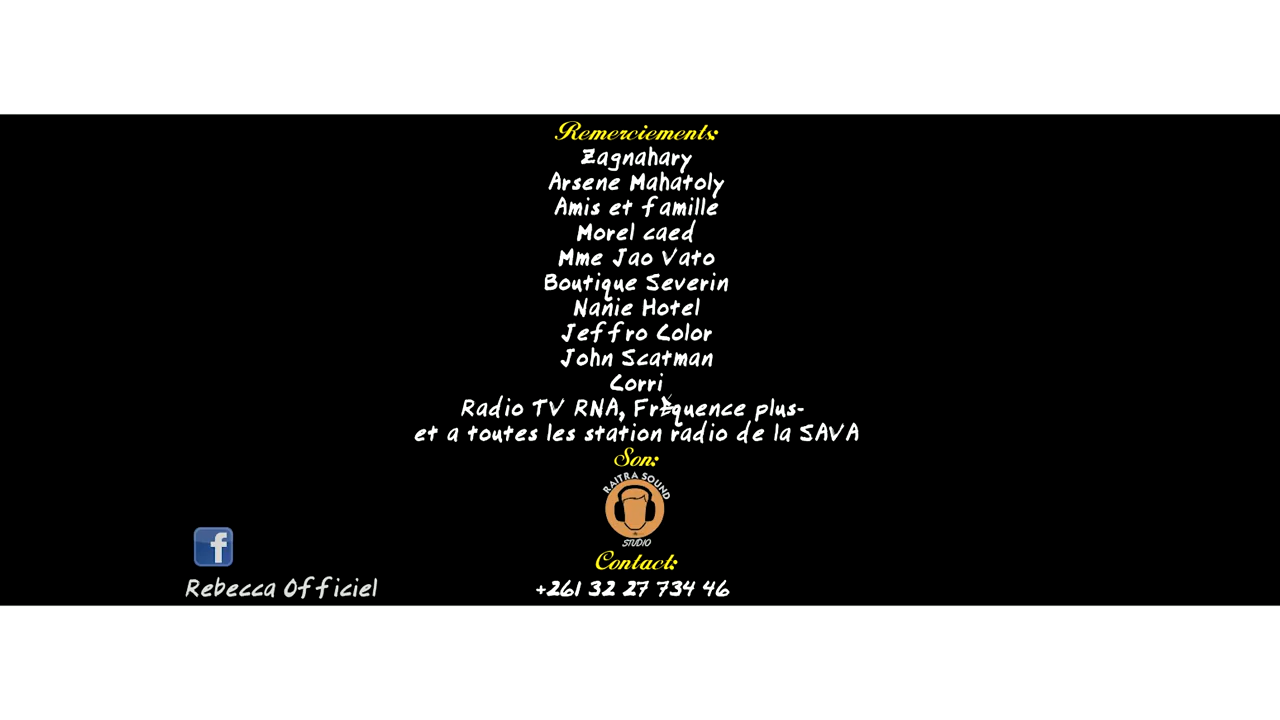 Remerciements:
Zagnahary
Arsene Mahatoly
Amis et famille
Morel caed
Mme Jao Vato
Boutique Severin
Nanie Hotel
Jeffro Color
John Scatman
Corri
Radio TV RNA, Frequence plus-
et a toutes les station radio de la SAVA
Son:
RAITRA SOUND
STUDIO
Contact:
+261 32 27 734 46
f
Rebecca Officiel